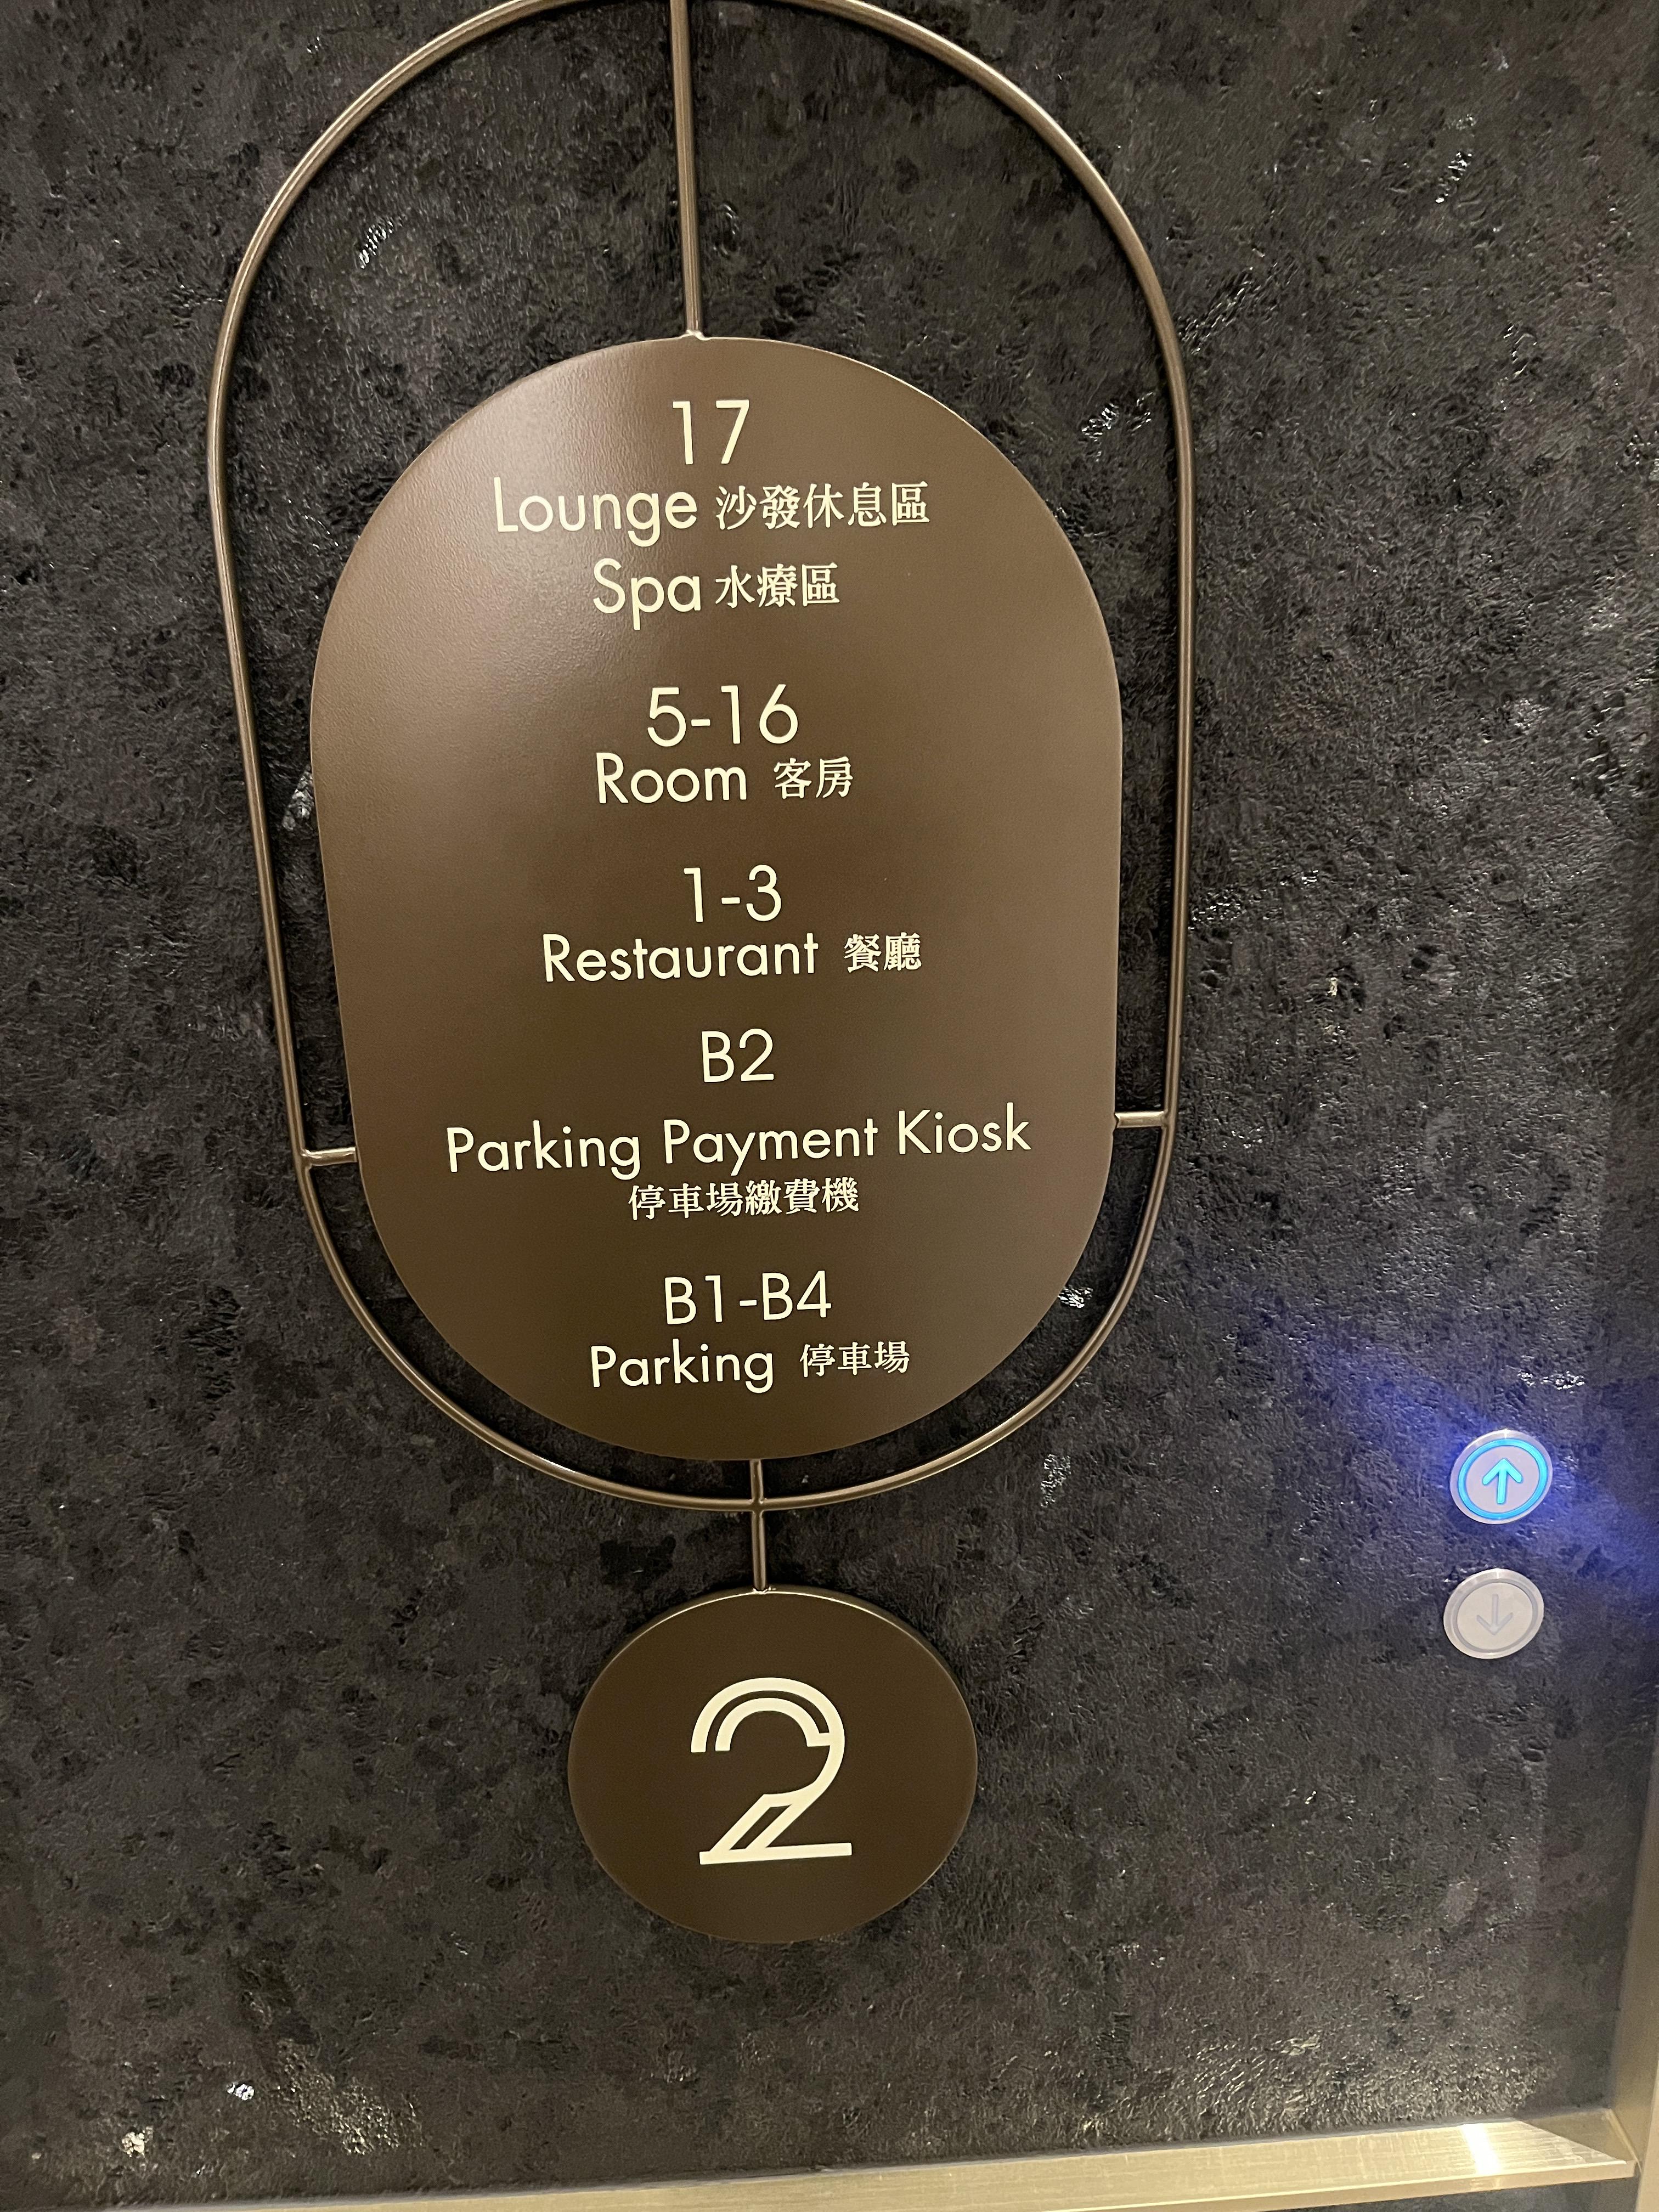 17
Lounge 沙發休息區
Spa 水療區
5-16
Room 客房
1-3
Restaurant 餐廳
B2
Parking Payment Kiosk
停車場繳費機
B1-B4
Parking 停車場
2